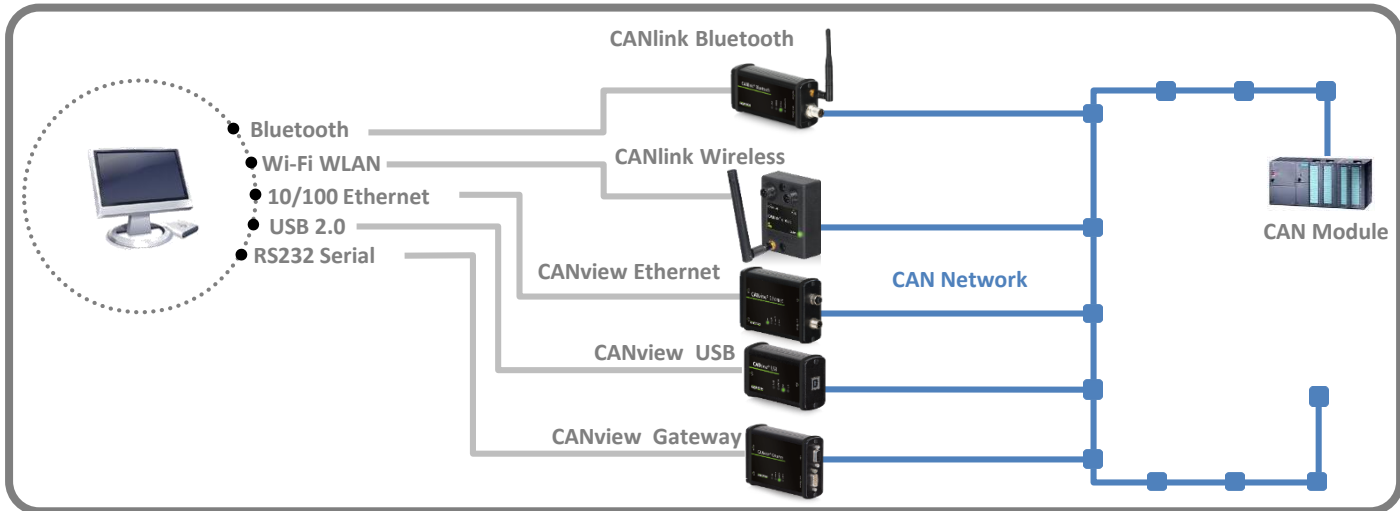 CANlink Bluetooth
Bluetooth
Wi-Fi WLAN
CANlink Wireless
10/100 Ethernet
USB 2.0
RS232 Serial
CAN Module
CANview Ethernet
CAN Network
CANview USB
CANview Gateway